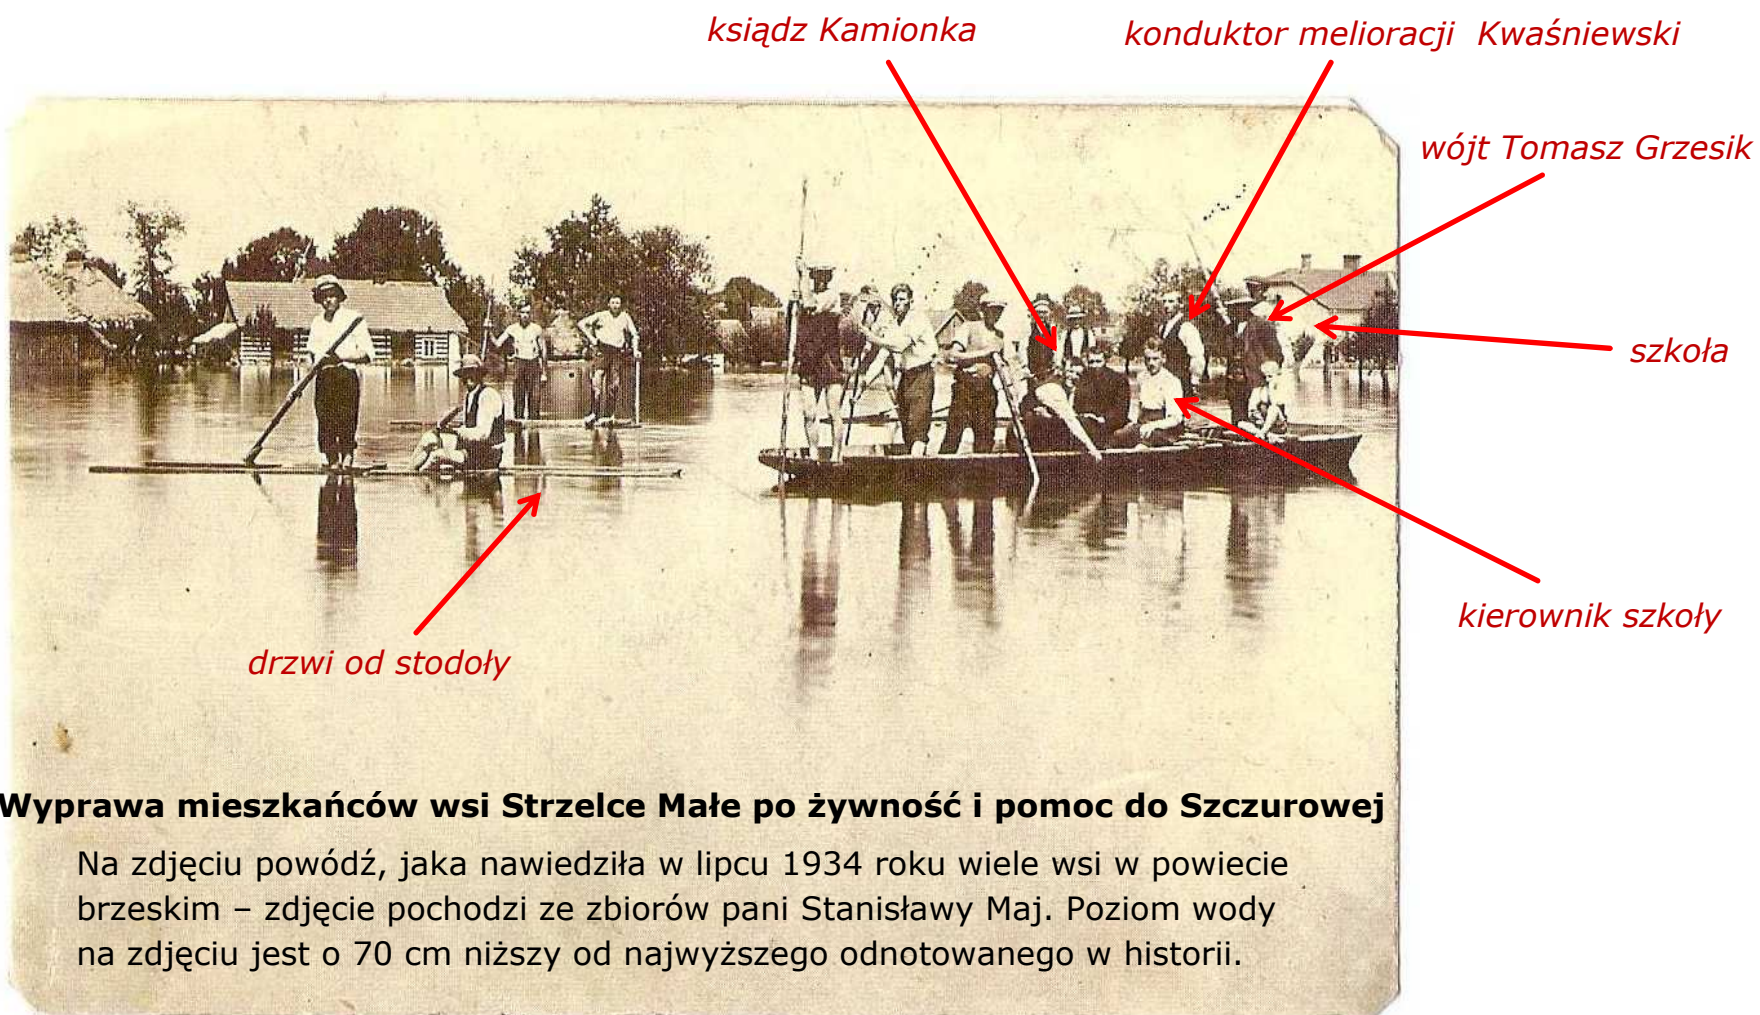 ksiądz Kamionka
konduktor melioracji Kwaśniewski
wójt Tomasz Grzesik
szkoła
kierownik szkoły
drzwi od stodoły
Wyprawa mieszkańców wsi Strzelce Małe po żywność i pomoc do Szczurowej
Na zdjęciu powódź, jaka nawiedziła w lipcu 1934 roku wiele wsi w powiecie
brzeskim – zdjęcie pochodzi ze zbiorów pani Stanisławy Maj. Poziom wody
na zdjęciu jest o 70 cm niższy od najwyższego odnotowanego w historii.